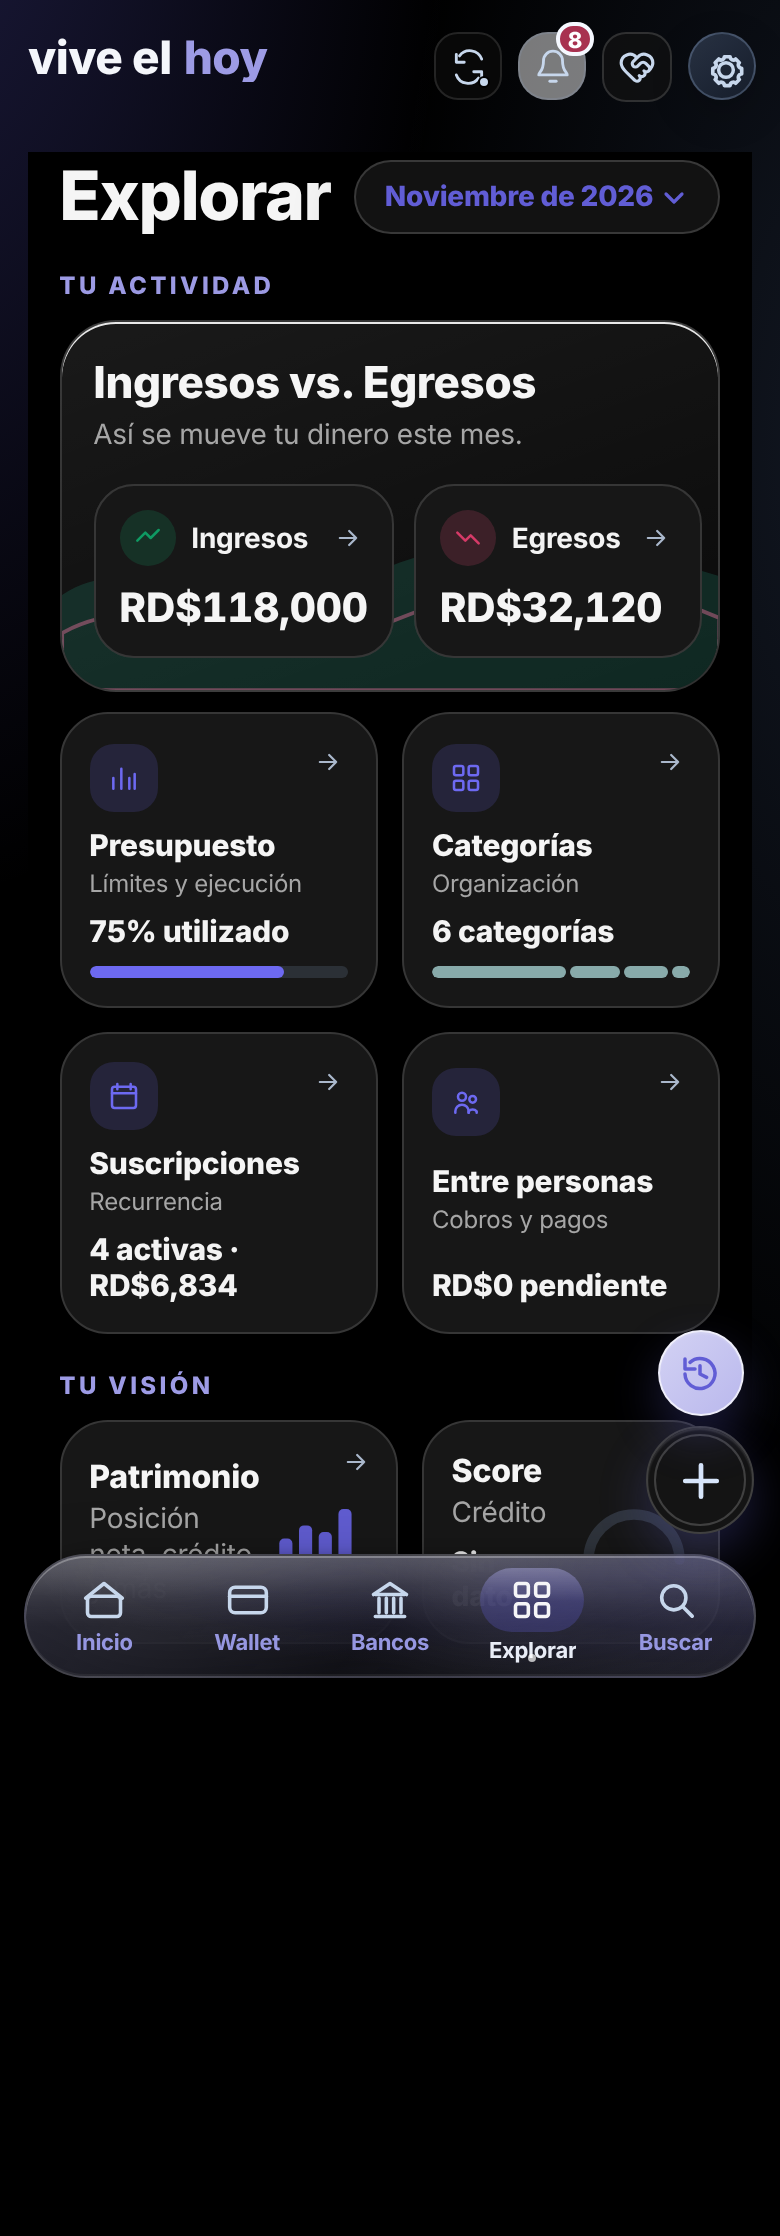 vive el hoy
8
Explorar
Noviembre de 2026
TU ACTIVIDAD
Ingresos vs. Egresos
Así se mueve tu dinero este mes.
Ingresos
RD$118,000
Egresos
RD$32,120
Presupuesto
Límites y ejecución
75% utilizado
Categorías
Organización
6 categorías
Suscripciones
Recurrencia
4 activas ·
RD$6,834
Entre personas
Cobros y pagos
RD$0 pendiente
TU VISIÓN
Patrimonio
Posición
neta, crédito
Score
Crédito
Inicio
Wallet
Bancos
Explorar
Buscar